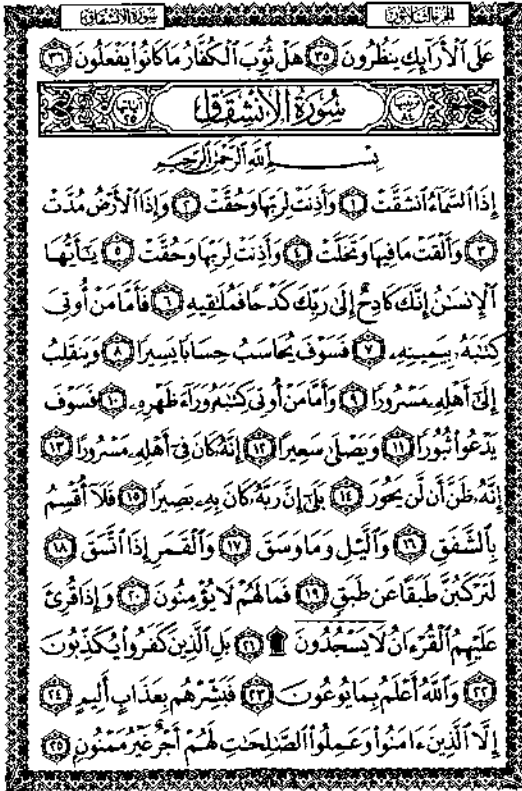 سورة الانشقاق
الجزء الثلاثون
عَلَى ٱلْأَرَآئِكِ يَنظُرُونَ ٣٥ هَلْ ثُوِّبَ ٱلْكُفَّارُ مَا كَانُوا۟ يَفْعَلُونَ ٣٦
ترتيبها ٨٤ سُورَةُ الانشِقَاقِ آياتها ٢٥
بِسْمِ ٱللَّهِ ٱلرَّحْمَٰنِ ٱلرَّحِيمِ
إِذَا ٱلسَّمَآءُ ٱنشَقَّتْ ١ وَأَذِنَتْ لِرَبِّهَا وَحُقَّتْ ٢ وَإِذَا ٱلْأَرْضُ مُدَّتْ
٣ وَأَلْقَتْ مَا فِيهَا وَتَخَلَّتْ ٤ وَأَذِنَتْ لِرَبِّهَا وَحُقَّتْ ٥ يَـٰٓأَيُّهَا
ٱلْإِنسَـٰنُ إِنَّكَ كَادِحٌ إِلَىٰ رَبِّكَ كَدْحًا فَمُلَـٰقِيهِ ٦ فَأَمَّا مَنْ أُوتِىَ
كِتَـٰبَهُۥ بِيَمِينِهِۦ ٧ فَسَوْفَ يُحَاسَبُ حِسَابًا يَسِيرًا ٨ وَيَنقَلِبُ
إِلَىٰٓ أَهْلِهِۦ مَسْرُورًا ٩ وَأَمَّا مَنْ أُوتِىَ كِتَـٰبَهُۥ وَرَآءَ ظَهْرِهِۦ ١٠ فَسَوْفَ
يَدْعُوا۟ ثُبُورًا ١١ وَيَصْلَىٰ سَعِيرًا ١٢ إِنَّهُۥ كَانَ فِىٓ أَهْلِهِۦ مَسْرُورًا ١٣
إِنَّهُۥ ظَنَّ أَن لَّن يَحُورَ ١٤ بَلَىٰٓ إِنَّ رَبَّهُۥ كَانَ بِهِۦ بَصِيرًا ١٥ فَلَآ أُقْسِمُ
بِٱلشَّفَقِ ١٦ وَٱلَّيْلِ وَمَا وَسَقَ ١٧ وَٱلْقَمَرِ إِذَا ٱتَّسَقَ ١٨
لَتَرْكَبُنَّ طَبَقًا عَن طَبَقٍ ١٩ فَمَا لَهُمْ لَا يُؤْمِنُونَ ٢٠ وَإِذَا قُرِئَ
عَلَيْهِمُ ٱلْقُرْءَانُ لَا يَسْجُدُونَ ۩ ٢١ بَلِ ٱلَّذِينَ كَفَرُوا۟ يُكَذِّبُونَ
٢٢ وَٱللَّهُ أَعْلَمُ بِمَا يُوعُونَ ٢٣ فَبَشِّرْهُم بِعَذَابٍ أَلِيمٍ ٢٤
إِلَّا ٱلَّذِينَ ءَامَنُوا۟ وَعَمِلُوا۟ ٱلصَّـٰلِحَـٰتِ لَهُمْ أَجْرٌ غَيْرُ مَمْنُونٍۭ ٢٥